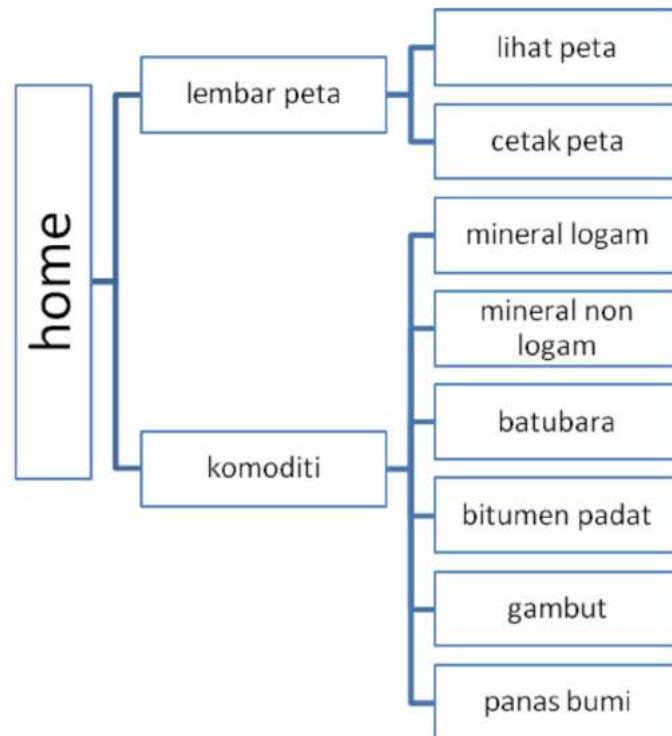 home
lembar peta
lihat peta
cetak peta
komoditi
mineral logam
mineral non
logam
batubara
bitumen padat
gambut
panas bumi